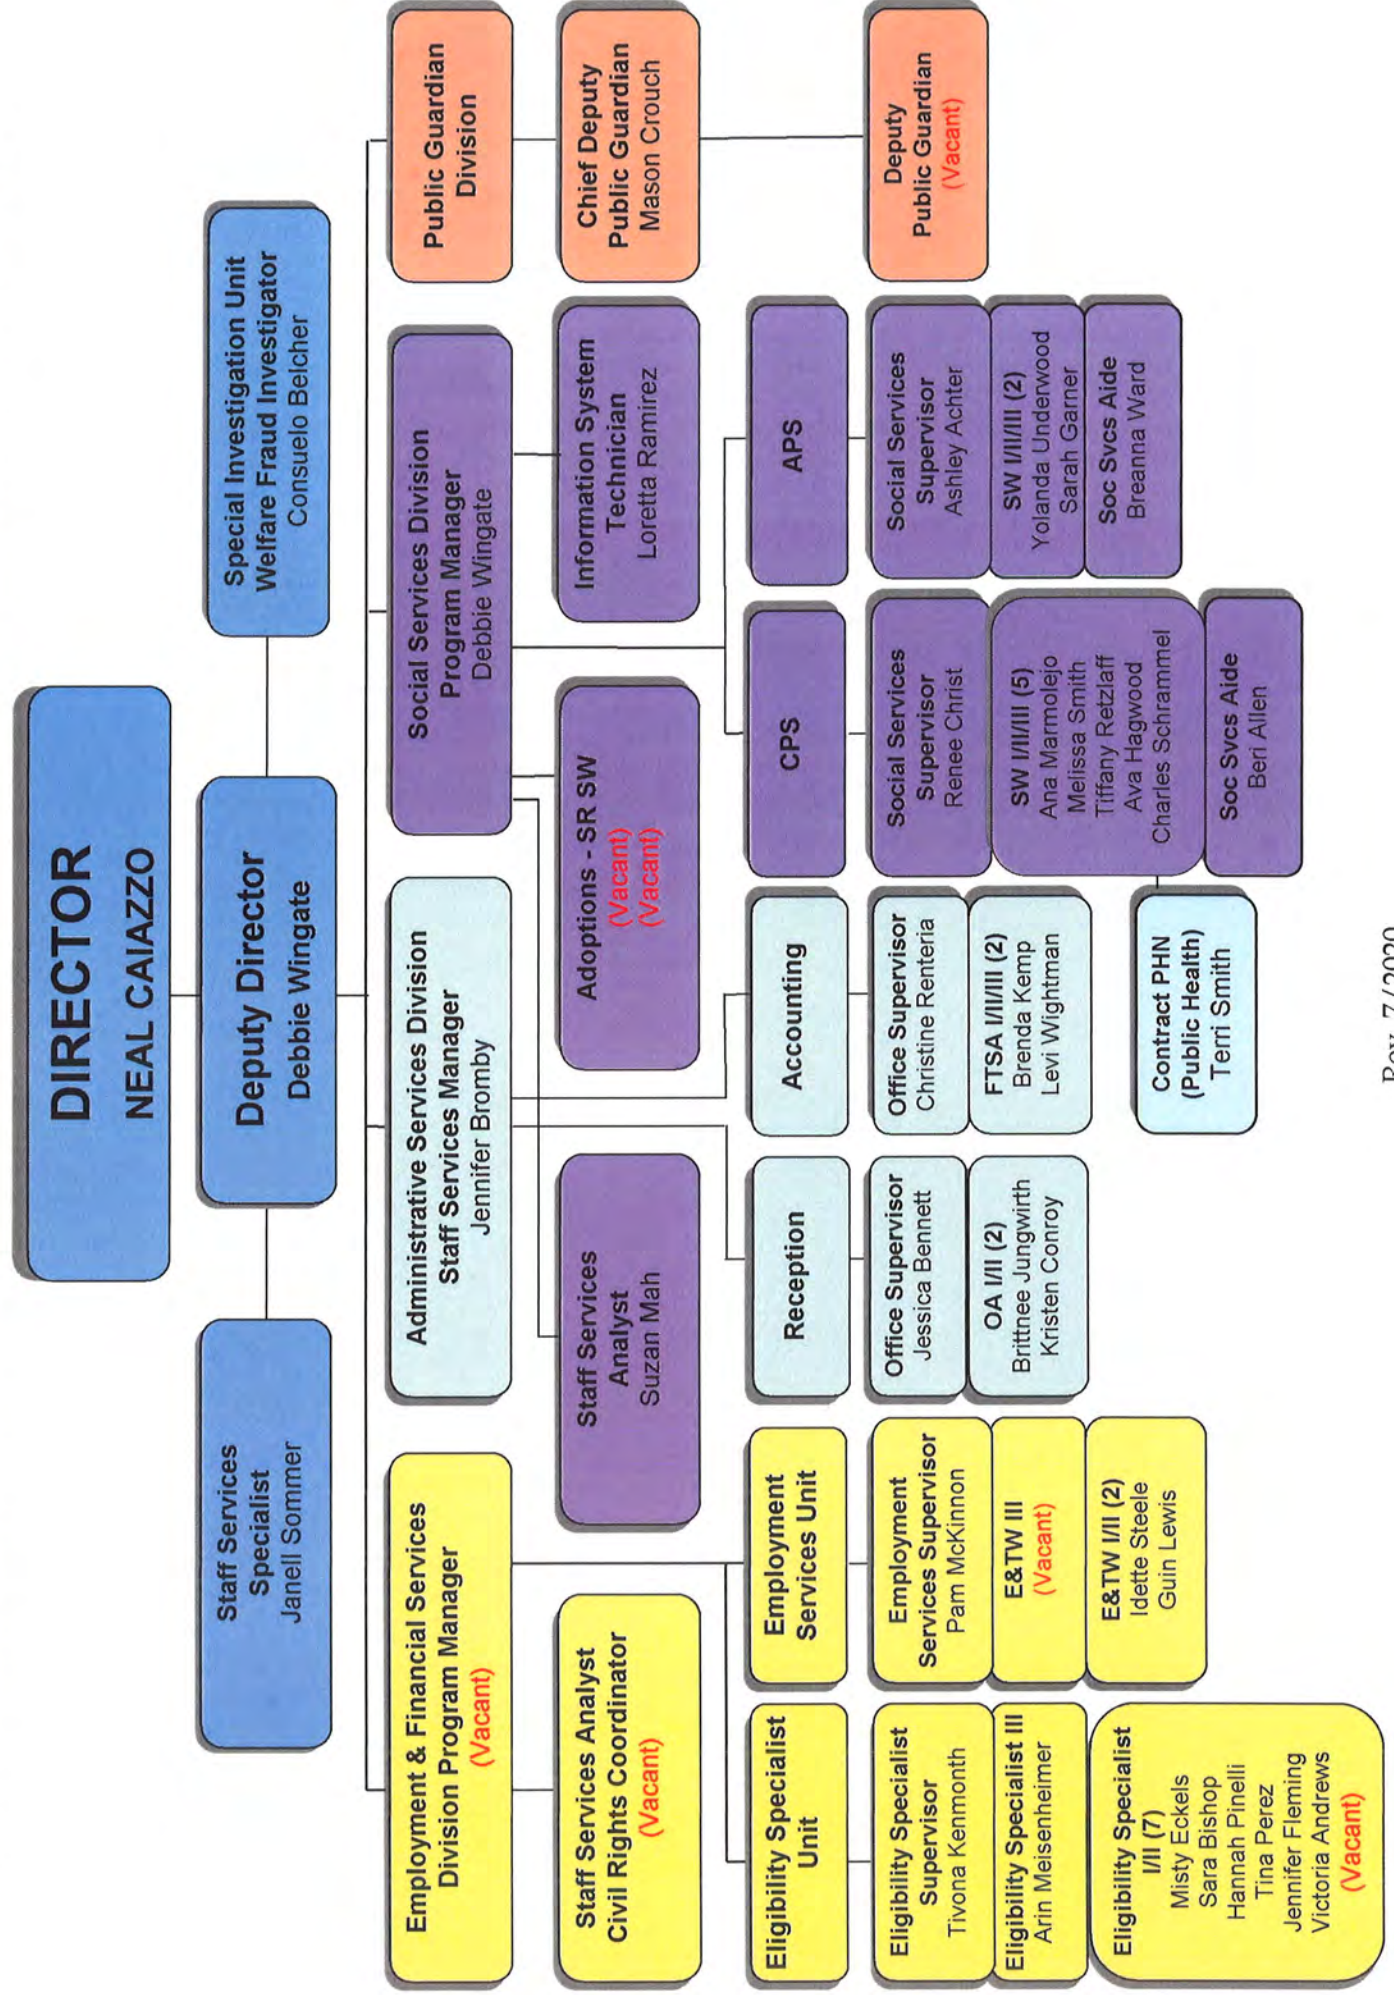 DIRECTOR
NEAL CAIAZZO
Staff Services
Specialist
Janell Sommer
Deputy Director
Debbie Wingate
Special Investigation Unit
Welfare Fraud Investigator
Consuelo Belcher
Employment & Financial Services
Division Program Manager
(Vacant)
Administrative Services Division
Staff Services Manager
Jennifer Bromby
Social Services Division
Program Manager
Debbie Wingate
Public Guardian
Division
Staff Services Analyst
Civil Rights Coordinator
(Vacant)
Staff Services
Analyst
Suzan Mah
Adoptions - SR SW
(Vacant)
(Vacant)
Information System
Technician
Loretta Ramirez
Chief Deputy
Public Guardian
Mason Crouch
Eligibility Specialist
Unit
Employment
Services Unit
Reception
Accounting
CPS
APS
Eligibility Specialist
Supervisor
Tivona Kenmonth
Eligibility Specialist III
Arin Meisenheimer
Eligibility Specialist
I/II (7)
Misty Eckels
Sara Bishop
Hannah Pinelli
Tina Perez
Jennifer Fleming
Victoria Andrews
(Vacant)
Employment
Services Supervisor
Pam McKinnon
E&TW III
(Vacant)
E&TW I/II (2)
Idette Steele
Guin Lewis
Office Supervisor
Jessica Bennett
OA I/II (2)
Brittnee Jungwirth
Kristen Conroy
Office Supervisor
Christine Renteria
FTSA I/II/III (2)
Brenda Kemp
Levi Wightman
Contract PHN
(Public Health)
Terri Smith
Social Services
Supervisor
Renee Christ
SW I/II/III (5)
Ana Marmolejo
Melissa Smith
Tiffany Retzlaff
Ava Hagwood
Charles Schrammel
Soc Svcs Aide
Beri Allen
Social Services
Supervisor
Ashley Achter
SW I/II/III (2)
Yolanda Underwood
Sarah Garner
Soc Svcs Aide
Breanna Ward
Deputy
Public Guardian
(Vacant)
Rev. 7/2020